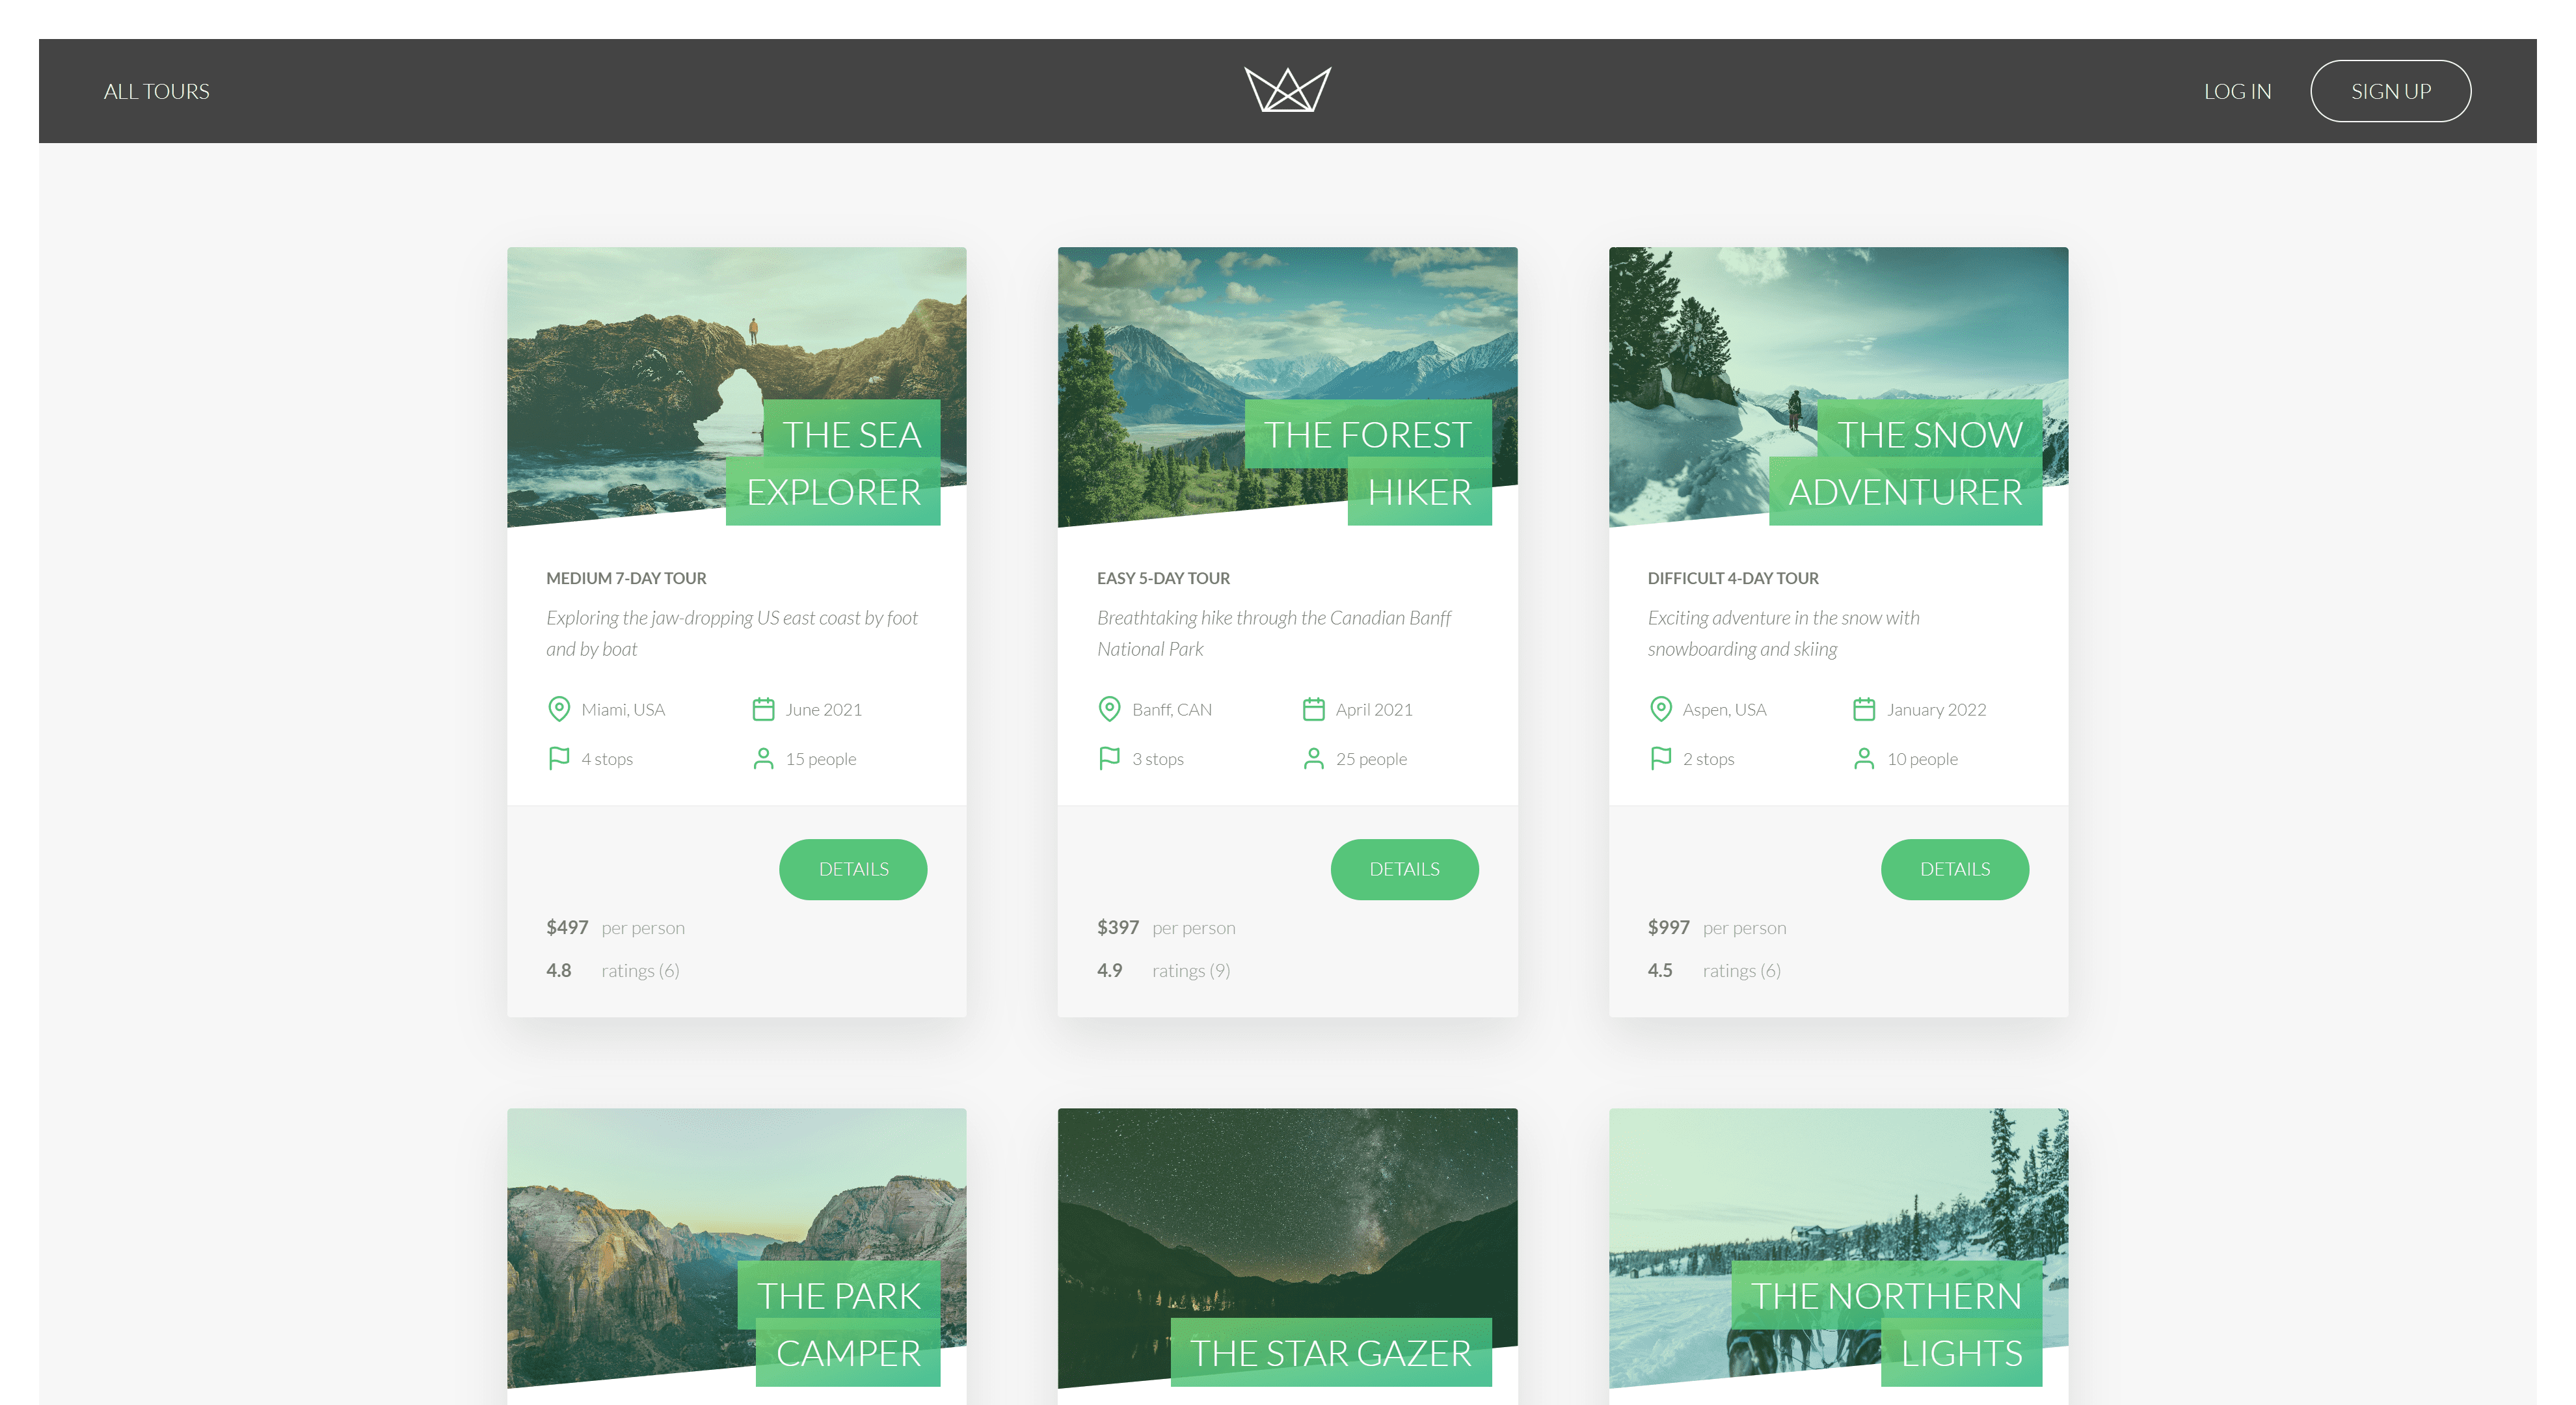 ALL TOURS
LOG IN
SIGN UP
THE SEA
EXPLORER
MEDIUM 7-DAY TOUR
Exploring the jaw-dropping US east coast by foot
and by boat
Miami, USA
June 2021
4 stops
15 people
DETAILS
$497 per person
4.8 ratings (6)
THE FOREST
HIKER
EASY 5-DAY TOUR
Breathtaking hike through the Canadian Banff
National Park
Banff, CAN
April 2021
3 stops
25 people
DETAILS
$397 per person
4.9 ratings (9)
THE SNOW
ADVENTURER
DIFFICULT 4-DAY TOUR
Exciting adventure in the snow with
snowboarding and skiing
Aspen, USA
January 2022
2 stops
10 people
DETAILS
$997 per person
4.5 ratings (6)
THE PARK
CAMPER
THE STAR GAZER
THE NORTHERN
LIGHTS